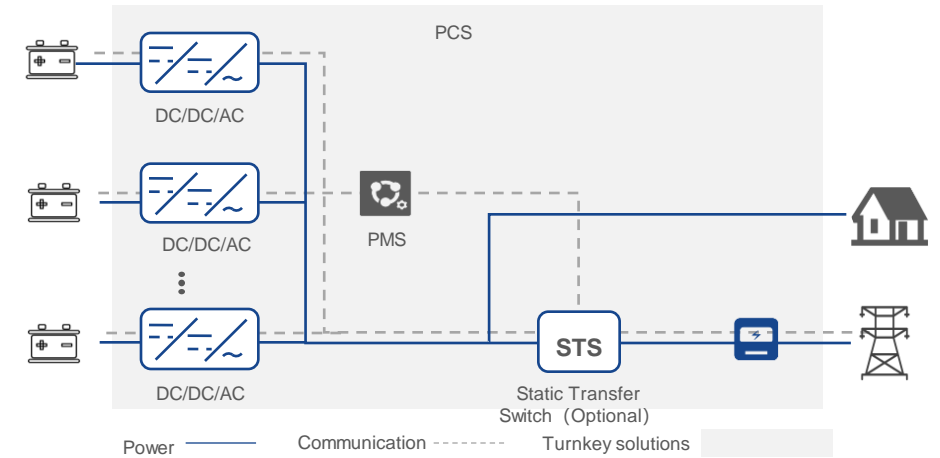 PCS
DC/DC/AC
DC/DC/AC
PMS
DC/DC/AC
STS
Static Transfer
Switch（Optional）
Power
Communication
Turnkey solutions